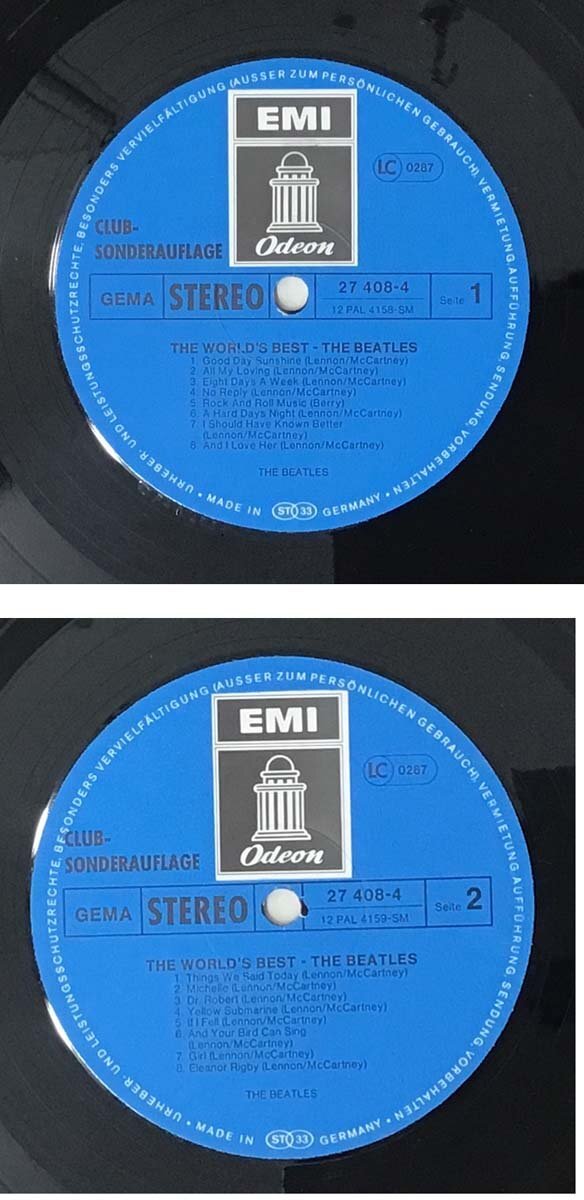 URHEBER- UND LEISTUNGSSCHUTZRECHTE, BESONDERS VERVIELFÄLTIGUNG (AUSSER ZUM PERSÖNLICHEN GEBRAUCH), VERMIETUNG, AUFFÜHRUNG, SENDUNG, VORBEHALTEN
EMI
LC 0287
Odeon
CLUB-
SONDERAUFLAGE
GEMA STEREO 27 408-4 Seite 1
12 PAL 4158-SM
THE WORLD'S BEST - THE BEATLES
1. Good Day Sunshine (Lennon/McCartney)
2. All My Loving (Lennon/McCartney)
3. Eight Days A Week (Lennon/McCartney)
4. No Reply (Lennon/McCartney)
5. Rock And Roll Music (Berry)
6. A Hard Days Night (Lennon/McCartney)
7. I Should Have Known Better
(Lennon/McCartney)
8. And I Love Her (Lennon/McCartney)
THE BEATLES
• MADE IN ST 33 GERMANY •
URHEBER- UND LEISTUNGSSCHUTZRECHTE, BESONDERS VERVIELFÄLTIGUNG (AUSSER ZUM PERSÖNLICHEN GEBRAUCH), VERMIETUNG, AUFFÜHRUNG, SENDUNG, VORBEHALTEN
EMI
LC 0287
Odeon
CLUB-
SONDERAUFLAGE
GEMA STEREO 27 408-4 Seite 2
12 PAL 4159-SM
THE WORLD'S BEST - THE BEATLES
1. Things We Said Today (Lennon/McCartney)
2. Michelle (Lennon/McCartney)
3. Dr. Robert (Lennon/McCartney)
4. Yellow Submarine (Lennon/McCartney)
5. If I Fell (Lennon/McCartney)
6. And Your Bird Can Sing
(Lennon/McCartney)
7. Girl (Lennon/McCartney)
8. Eleanor Rigby (Lennon/McCartney)
THE BEATLES
• MADE IN ST 33 GERMANY •